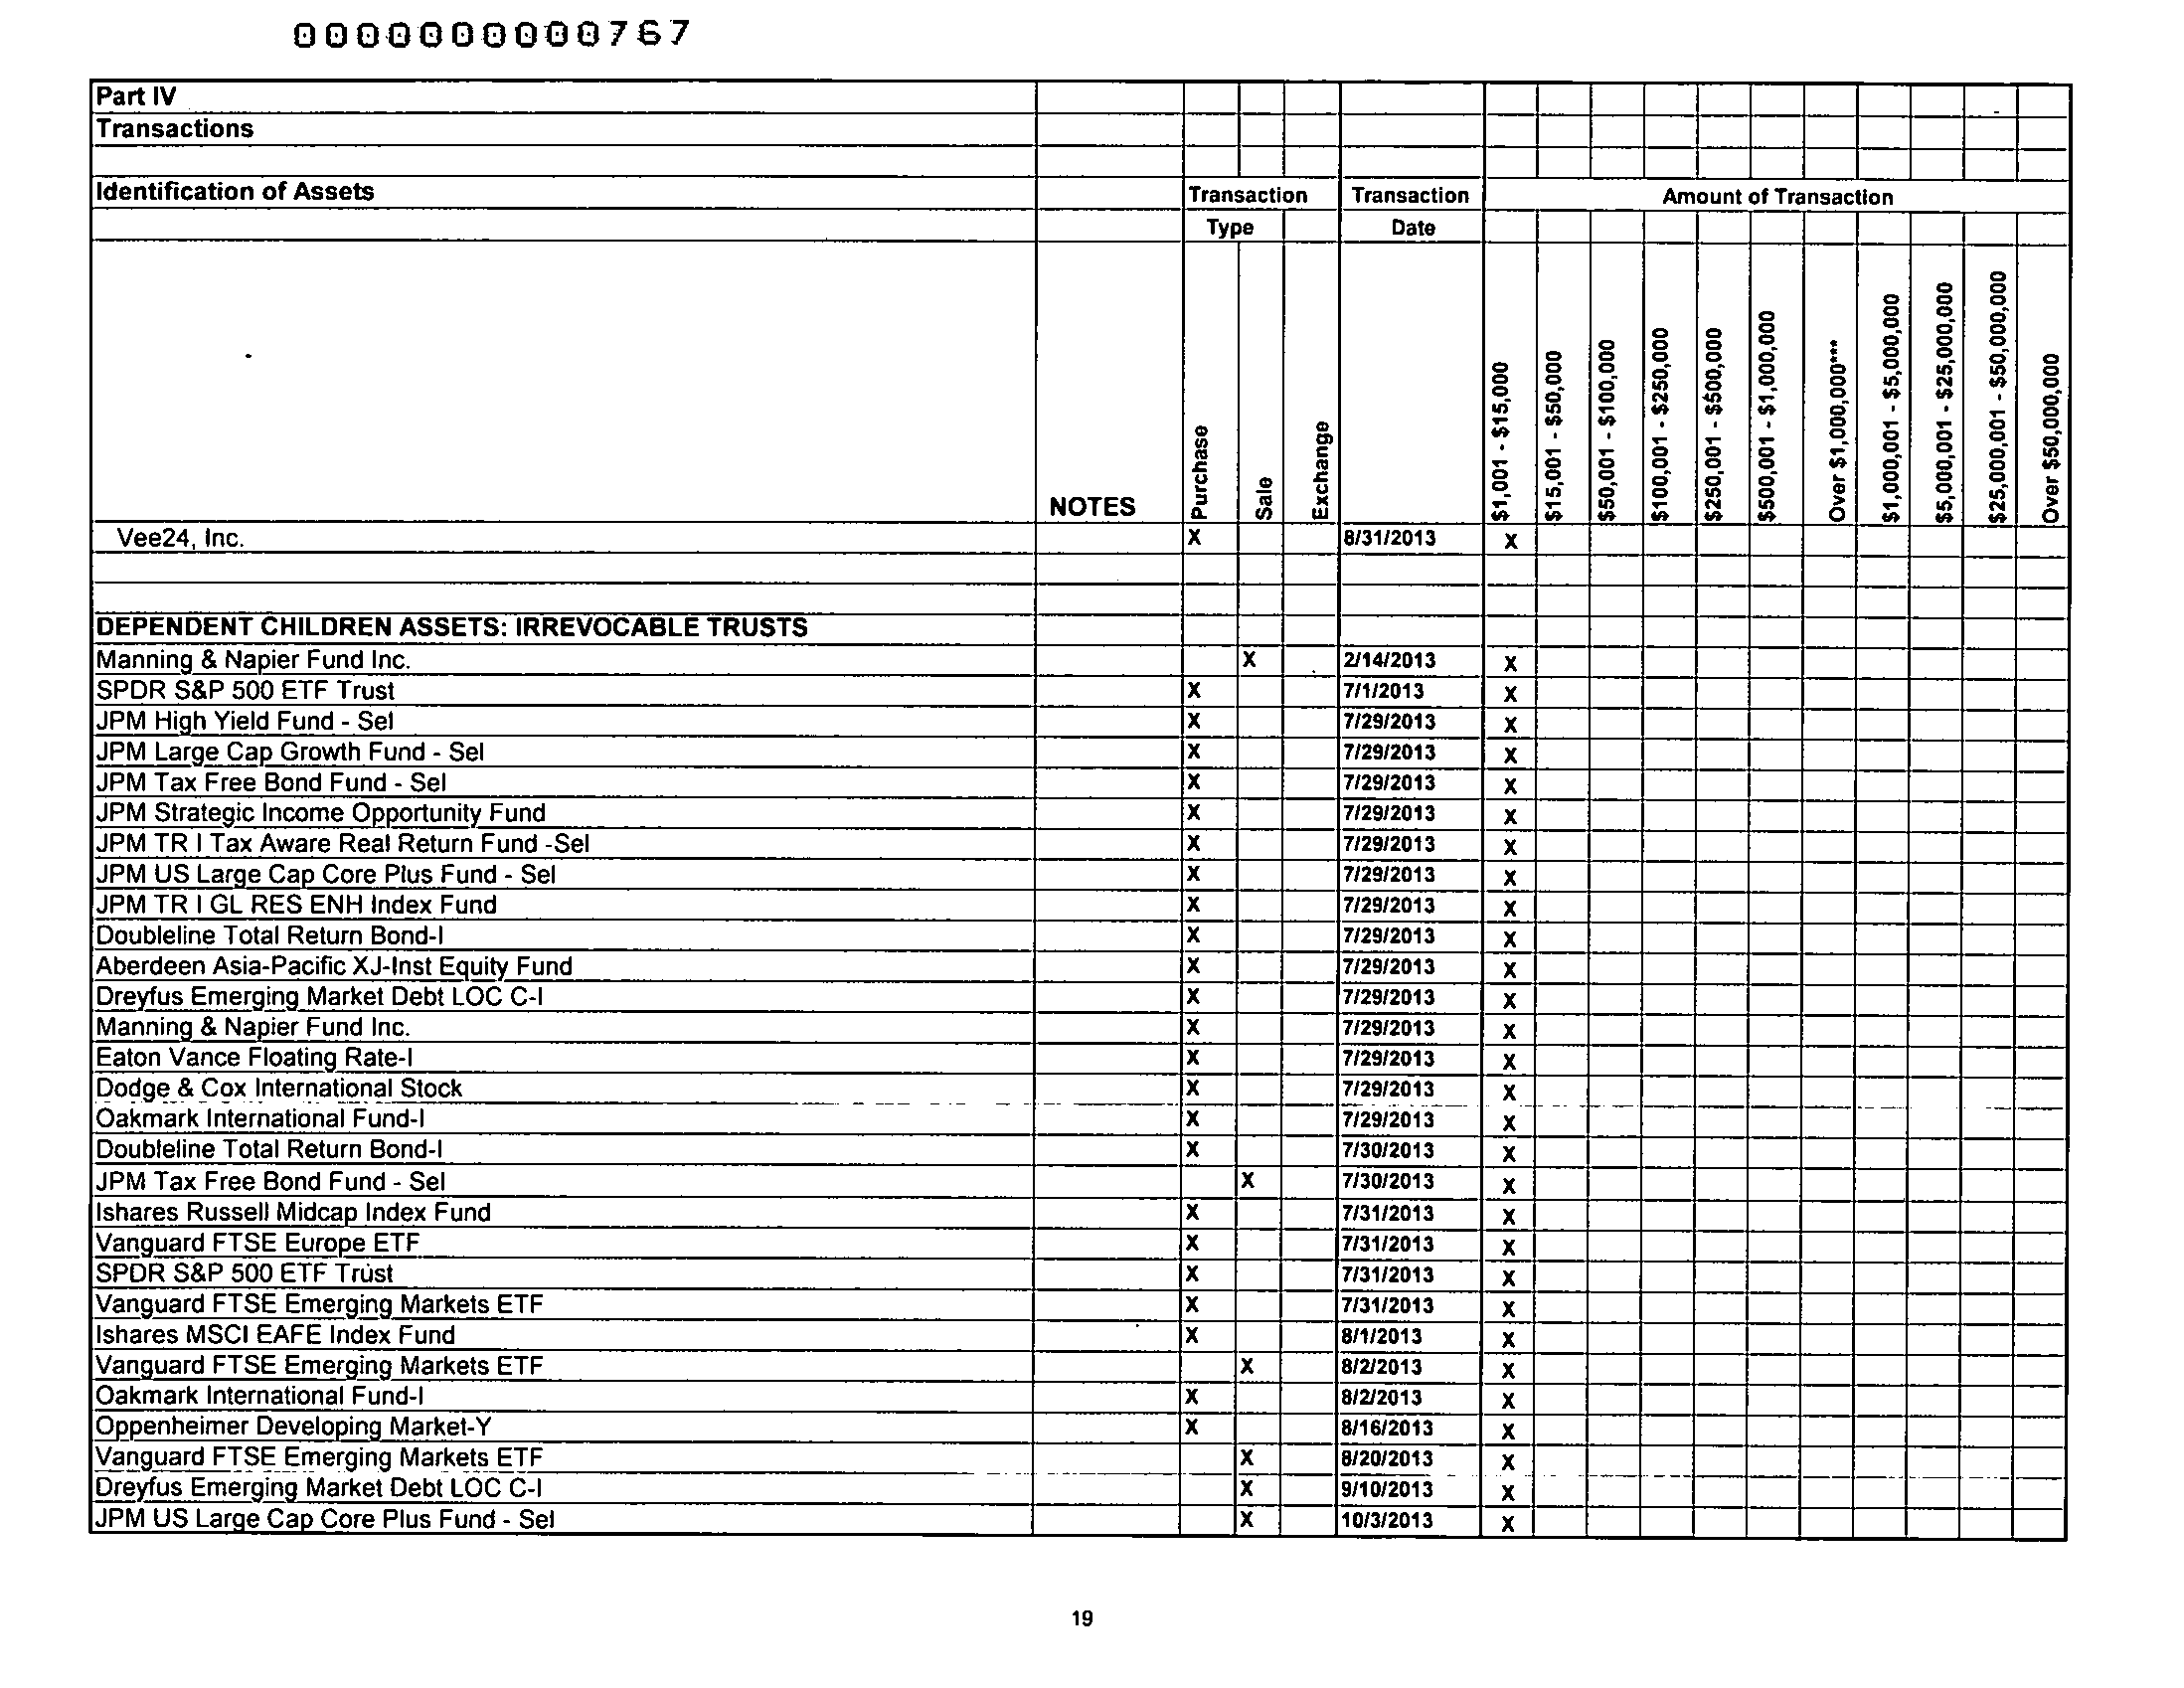 0000000000767
Part IV
Transactions
Identification of Assets Transaction Transaction Amount of Transaction
Type Date
NOTES Purchase Sale Exchange $1,001 - $15,000 $15,001 - $50,000 $50,001 - $100,000 $100,001 - $250,000 $250,001 - $500,000 $500,001 - $1,000,000 Over $1,000,000*** $1,000,001 - $5,000,000 $5,000,001 - $25,000,000 $25,000,001 - $50,000,000 Over $50,000,000
Vee24, Inc. X 8/31/2013 X
DEPENDENT CHILDREN ASSETS: IRREVOCABLE TRUSTS
Manning & Napier Fund Inc. X 2/14/2013 X
SPDR S&P 500 ETF Trust X 7/1/2013 X
JPM High Yield Fund - Sel X 7/29/2013 X
JPM Large Cap Growth Fund - Sel X 7/29/2013 X
JPM Tax Free Bond Fund - Sel X 7/29/2013 X
JPM Strategic Income Opportunity Fund X 7/29/2013 X
JPM TR I Tax Aware Real Return Fund -Sel X 7/29/2013 X
JPM US Large Cap Core Plus Fund - Sel X 7/29/2013 X
JPM TR I GL RES ENH Index Fund X 7/29/2013 X
Doubleline Total Return Bond-I X 7/29/2013 X
Aberdeen Asia-Pacific XJ-Inst Equity Fund X 7/29/2013 X
Dreyfus Emerging Market Debt LOC C-I X 7/29/2013 X
Manning & Napier Fund Inc. X 7/29/2013 X
Eaton Vance Floating Rate-I X 7/29/2013 X
Dodge & Cox International Stock X 7/29/2013 X
Oakmark International Fund-I X 7/29/2013 X
Doubleline Total Return Bond-I X 7/30/2013 X
JPM Tax Free Bond Fund - Sel X 7/30/2013 X
Ishares Russell Midcap Index Fund X 7/31/2013 X
Vanguard FTSE Europe ETF X 7/31/2013 X
SPDR S&P 500 ETF Trust X 7/31/2013 X
Vanguard FTSE Emerging Markets ETF X 7/31/2013 X
Ishares MSCI EAFE Index Fund X 8/1/2013 X
Vanguard FTSE Emerging Markets ETF X 8/2/2013 X
Oakmark International Fund-I X 8/2/2013 X
Oppenheimer Developing Market-Y X 8/16/2013 X
Vanguard FTSE Emerging Markets ETF X 8/20/2013 X
Dreyfus Emerging Market Debt LOC C-I X 9/10/2013 X
JPM US Large Cap Core Plus Fund - Sel X 10/3/2013 X
19